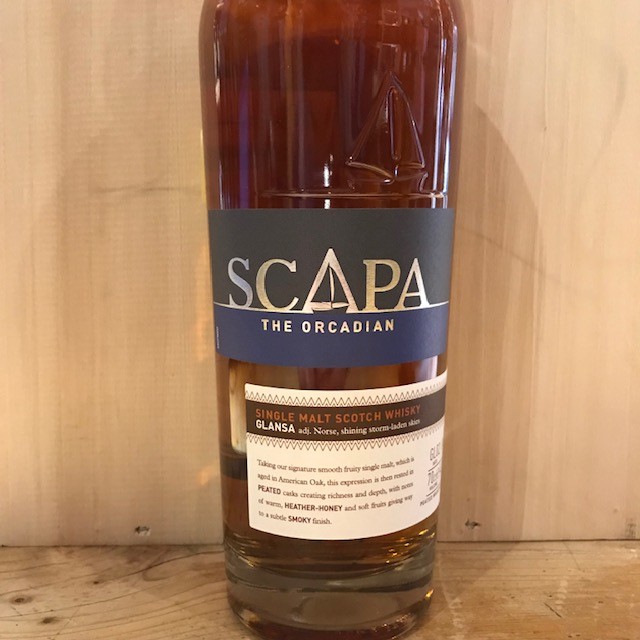 SCAPA
THE ORCADIAN
SINGLE MALT SCOTCH WHISKY
GLANSA adj. Norse, shining storm-laden skies
Taking our signature smooth fruity single malt, which is
aged in American Oak, this expression is then rested in
PEATED casks creating richness and depth, with notes
of warm, HEATHER-HONEY and soft fruits giving way
to a subtle SMOKY finish.